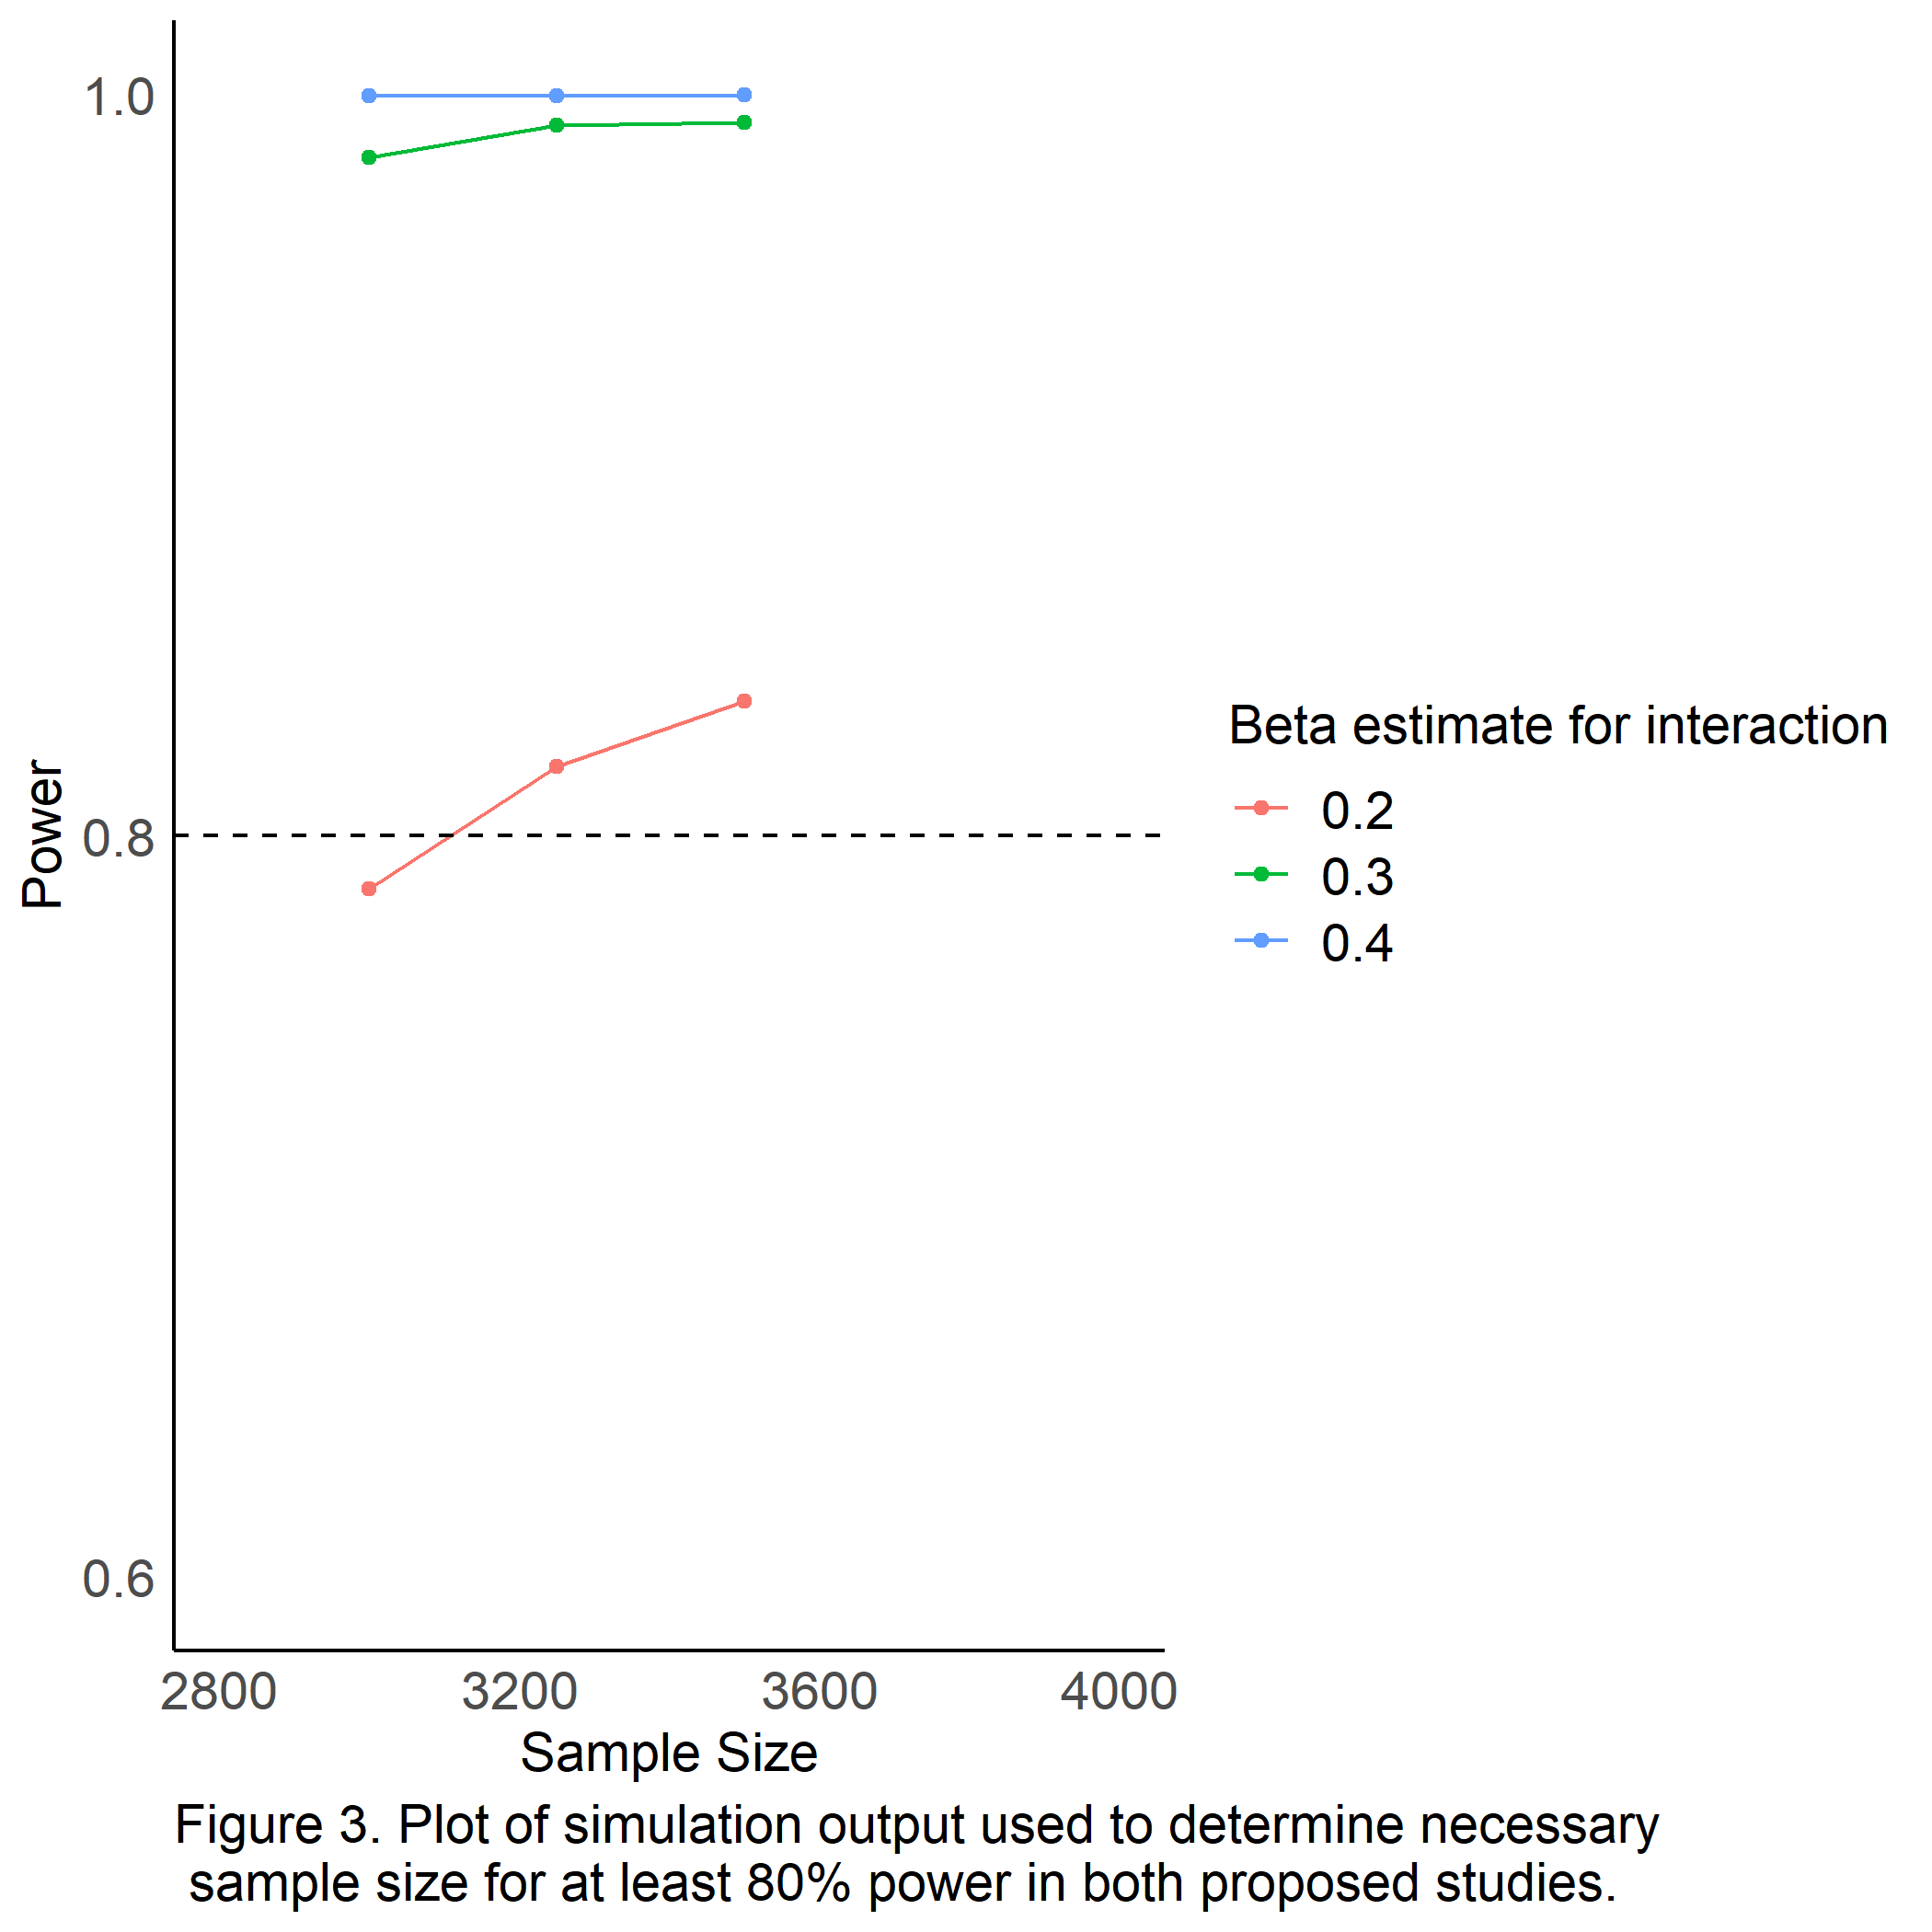 1.0
0.8
0.6
Power
2800 3200 3600 4000
Sample Size
Beta estimate for interaction
0.2
0.3
0.4
Figure 3. Plot of simulation output used to determine necessary
sample size for at least 80% power in both proposed studies.